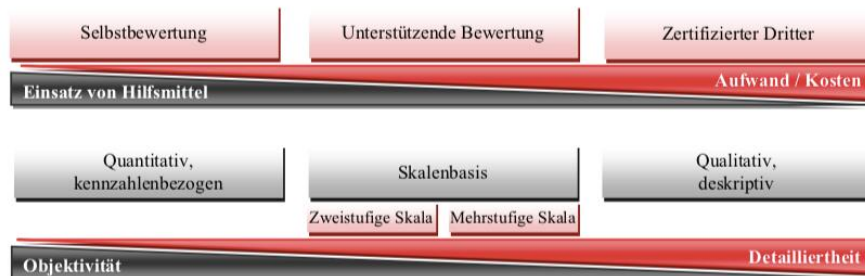 Selbstbewertung
Unterstützende Bewertung
Zertifizierter Dritter
Aufwand / Kosten
Einsatz von Hilfsmittel
Quantitativ,
kennzahlenbezogen
Skalenbasis
Qualitativ,
deskriptiv
Zweistufige Skala
Mehrstufige Skala
Detailliertheit
Objektivität